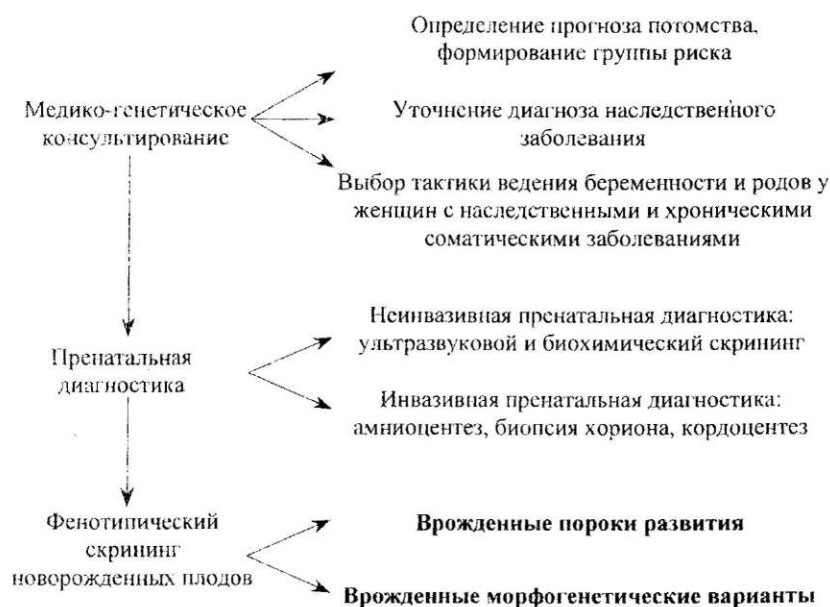 Определение прогноза потомства,
формирование группы риска
Медико-генетическое
консультирование
Уточнение диагноза наследственного
заболевания
Выбор тактики ведения беременности и родов у
женщин с наследственными и хроническими
соматическими заболеваниями
Пренатальная
диагностика
Неинвазивная пренатальная диагностика:
ультразвуковой и биохимический скрининг
Инвазивная пренатальная диагностика:
амниоцентез, биопсия хориона, кордоцентез
Фенотипический
скрининг
новорожденных плодов
Врожденные пороки развития
Врожденные морфогенетические варианты